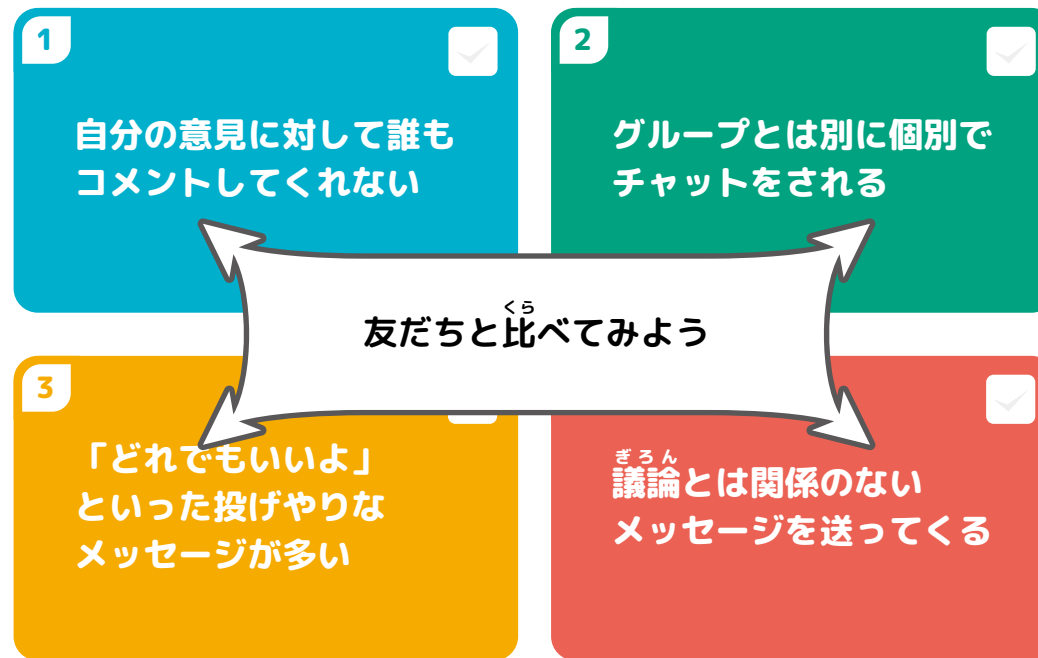 1
自分の意見に対して誰も
コメントしてくれない
2
グループとは別に個別で
チャットをされる
くら
友だちと比べてみよう
3
「どれでもいいよ」
といった投げやりな
メッセージが多い
ぎろん
議論とは関係のない
メッセージを送ってくる